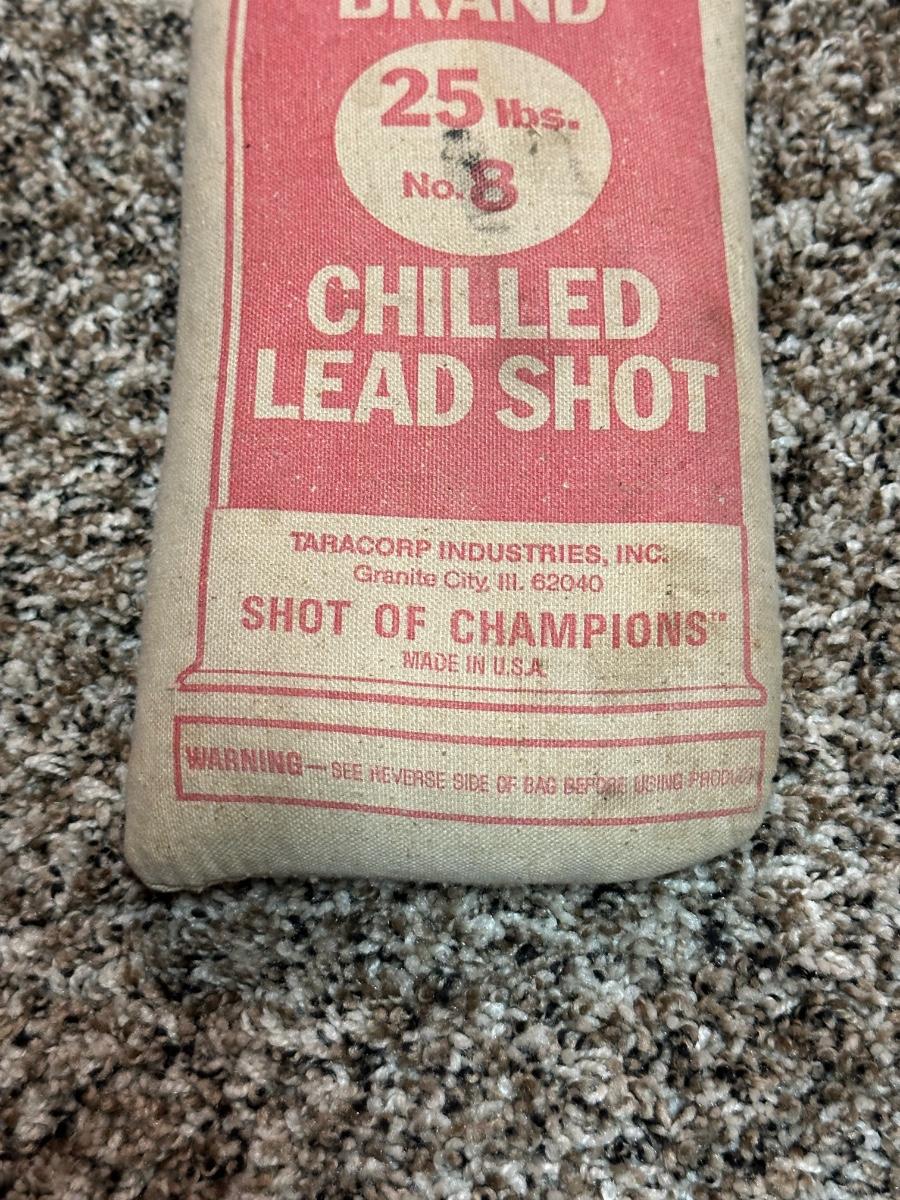 BRAND
25 lbs.
No. 8
CHILLED
LEAD SHOT
TARACORP INDUSTRIES, INC.
Granite City, Ill. 62040
SHOT OF CHAMPIONS™
MADE IN U.S.A.
WARNING—SEE REVERSE SIDE OF BAG BEFORE USING PRODUCT